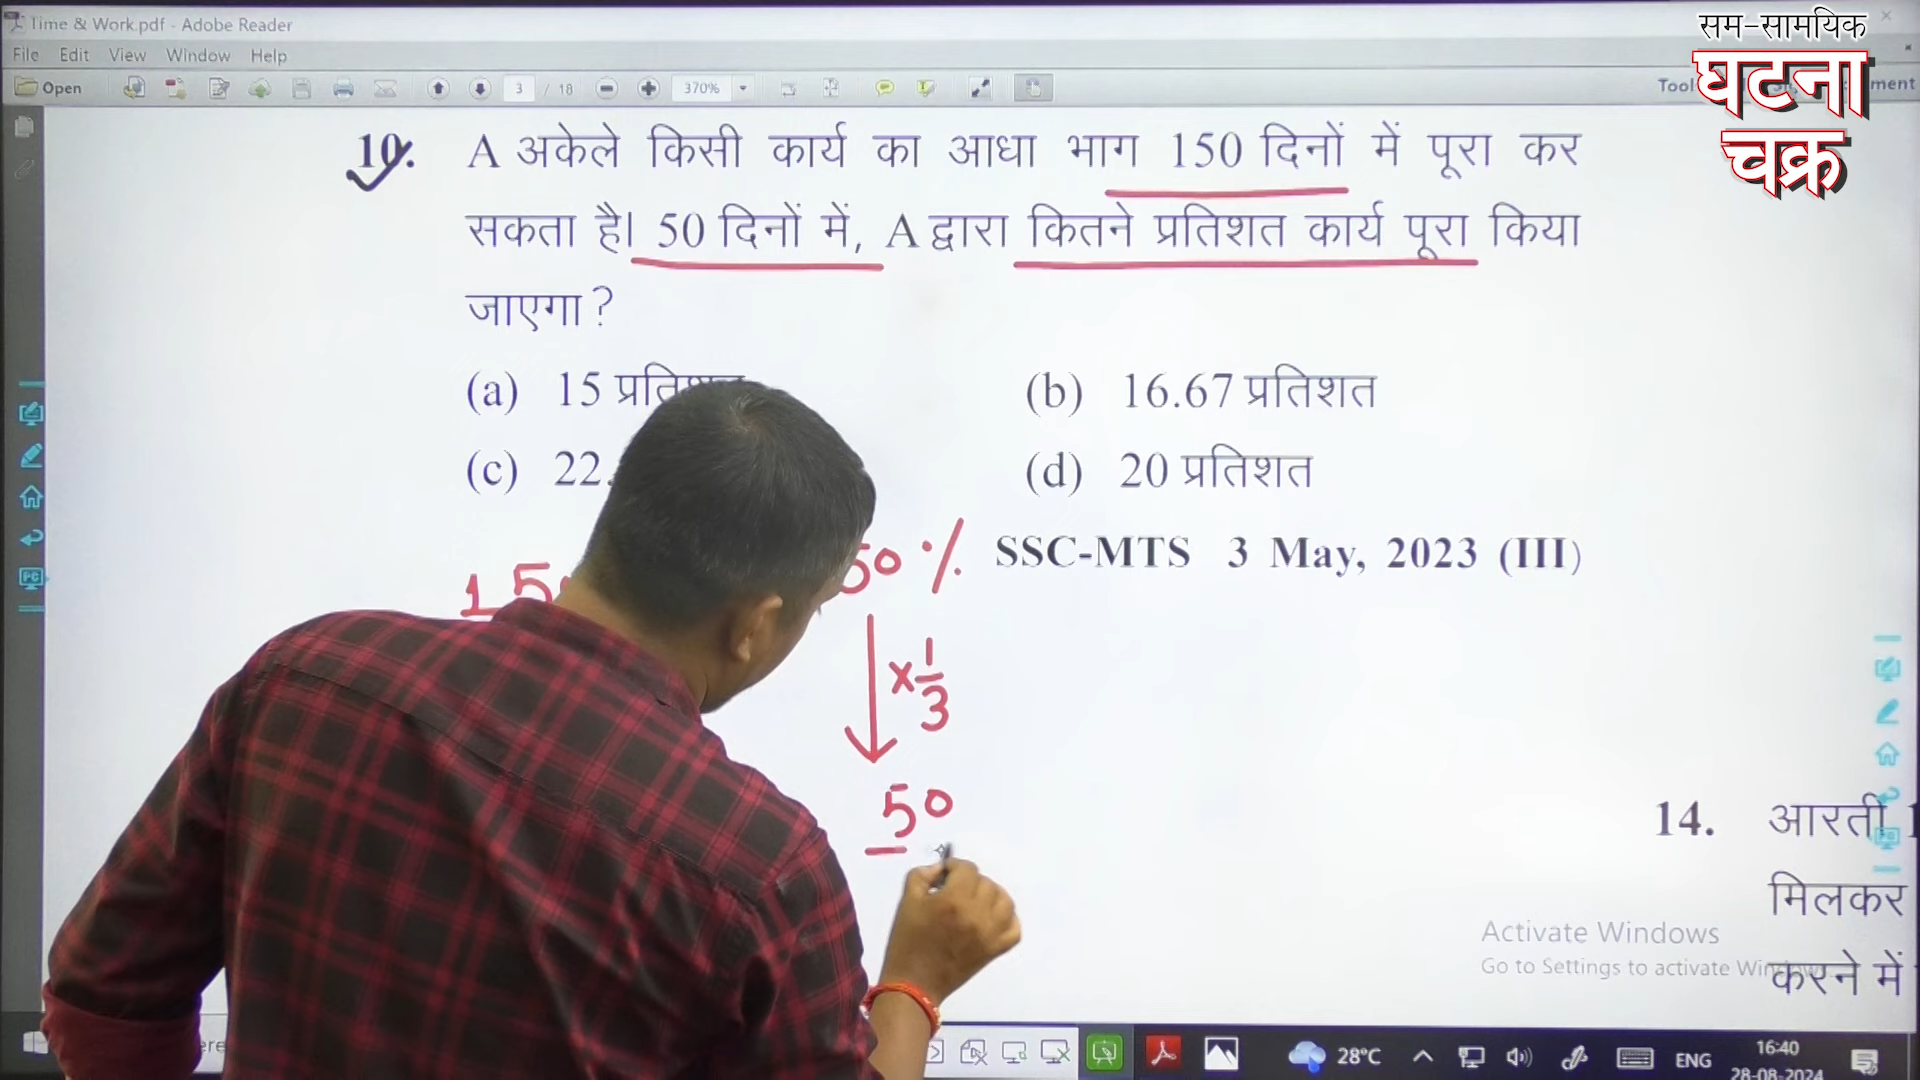 Time & Work.pdf - Adobe Reader
File Edit View Window Help
Open 3 / 18 370%
सम-सामयिक
घटना
चक्र
10. A अकेले किसी कार्य का आधा भाग 150 दिनों में पूरा कर
सकता है। 50 दिनों में, A द्वारा कितने प्रतिशत कार्य पूरा किया
जाएगा?
(a) 15 प्रतिशत
(b) 16.67 प्रतिशत
(c) 22.
(d) 20 प्रतिशत
SSC-MTS 3 May, 2023 (III)
50 %
× 1/3
50
14. आरती
मिलकर
करने में
Activate Windows
Go to Settings to activate Windows.
28°C ENG 16:40
28-08-2024